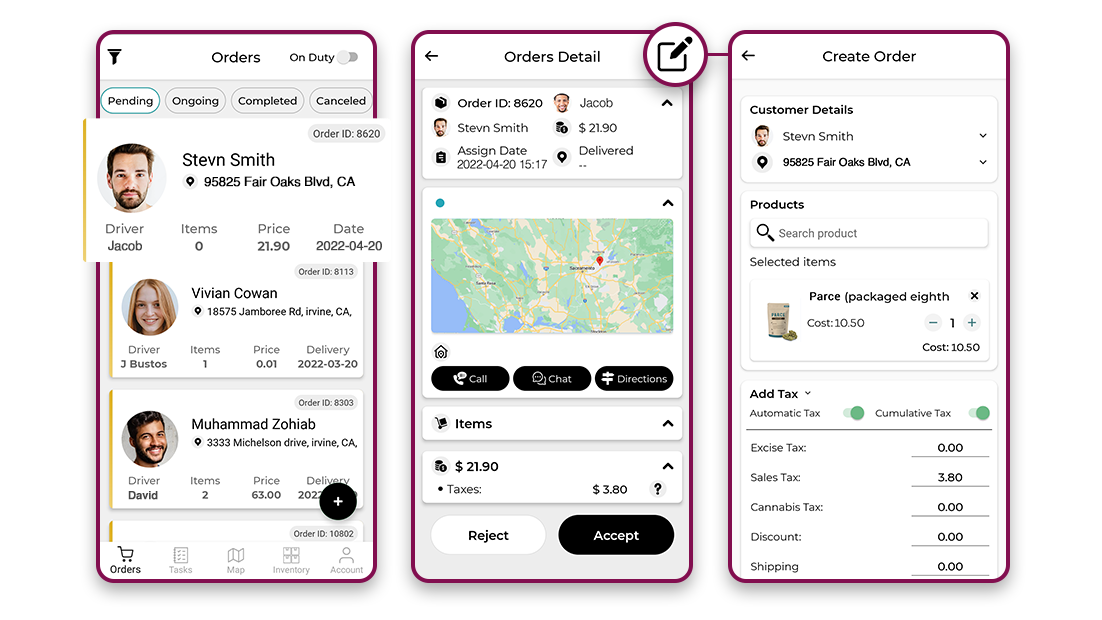 Orders
On Duty
Pending
Ongoing
Completed
Canceled
Order ID: 8620
Stevn Smith
95825 Fair Oaks Blvd, CA
Driver Items Price Date
Jacob 0 21.90 2022-04-20
Order ID: 8113
Vivian Cowan
18575 Jamboree Rd, irvine, CA,
Driver Items Price Delivery
J Bustos 1 0.01 2022-03-20
Order ID: 8303
Muhammad Zohiab
3333 Michelson drive, irvine, CA,
Driver Items Price Delivery
David 2 63.00 2022
+
Order ID: 10802
Orders Tasks Map Inventory Account
Orders Detail
Order ID: 8620 Jacob
Stevn Smith $ 21.90
Assign Date Delivered
2022-04-20 15:17 --
Sacramento
Call Chat Directions
Items
$ 21.90
• Taxes: $ 3.80 ?
Reject Accept
Create Order
Customer Details
Stevn Smith
95825 Fair Oaks Blvd, CA
Products
Search product
Selected items
PARCE
Parce (packaged eighth
Cost:10.50 − 1 +
Cost: 10.50
Add Tax
Automatic Tax Cumulative Tax
Excise Tax: 0.00
Sales Tax: 3.80
Cannabis Tax: 0.00
Discount: 0.00
Shipping 0.00